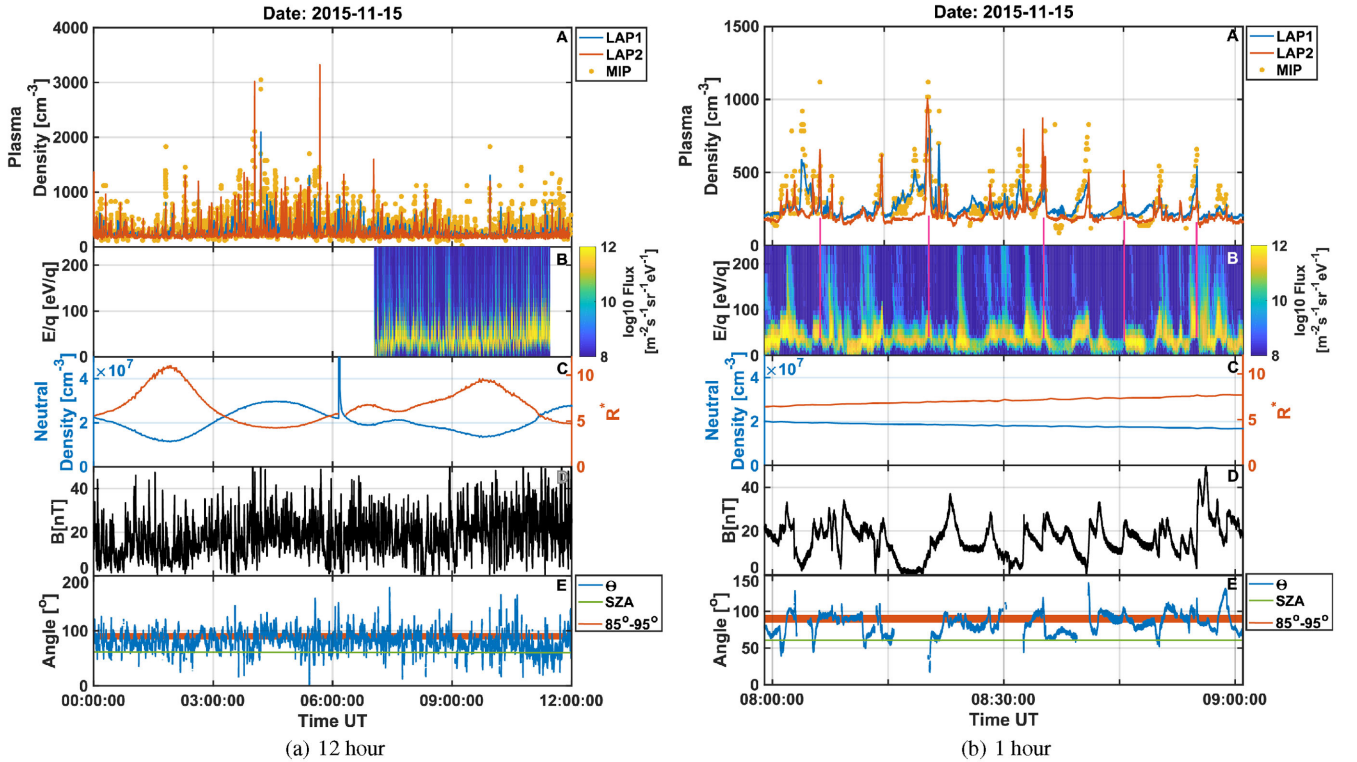 Date: 2015-11-15
4000
3000
2000
1000
0
Plasma
Density [cm-3]
A
LAP1
LAP2
MIP
200
100
0
E/q [eV/q]
B
12
10
8
log10 Flux
[m-2s-1sr-1eV-1]
×10⁷
4
2
0
Neutral
Density [cm-3]
C
10
5
0
R*
40
20
0
B[nT]
D
200
100
0
Angle [°]
E
Θ
SZA
85°-95°
00:00:00 03:00:00 06:00:00 09:00:00 12:00:00
Time UT
(a) 12 hour
Date: 2015-11-15
1500
1000
500
0
Plasma
Density [cm-3]
A
LAP1
LAP2
MIP
200
100
0
E/q [eV/q]
B
12
10
8
log10 Flux
[m-2s-1sr-1eV-1]
×10⁷
4
2
0
Neutral
Density [cm-3]
C
10
5
0
R*
40
20
0
B[nT]
D
150
100
50
0
Angle [°]
E
Θ
SZA
85°-95°
08:00:00 08:30:00 09:00:00
Time UT
(b) 1 hour